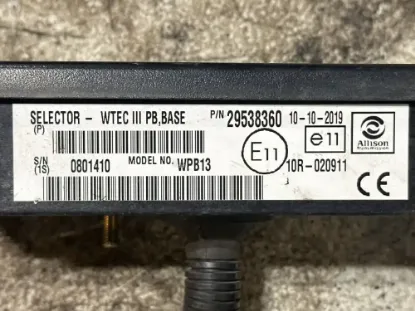 SELECTOR - WTEC III PB,BASE P/N 29538360 10-10-2019
(P)
E11 e11 Allison
Transmission
S/N 0801410 MODEL NO. WPB13 10R-020911
(1S)
CE